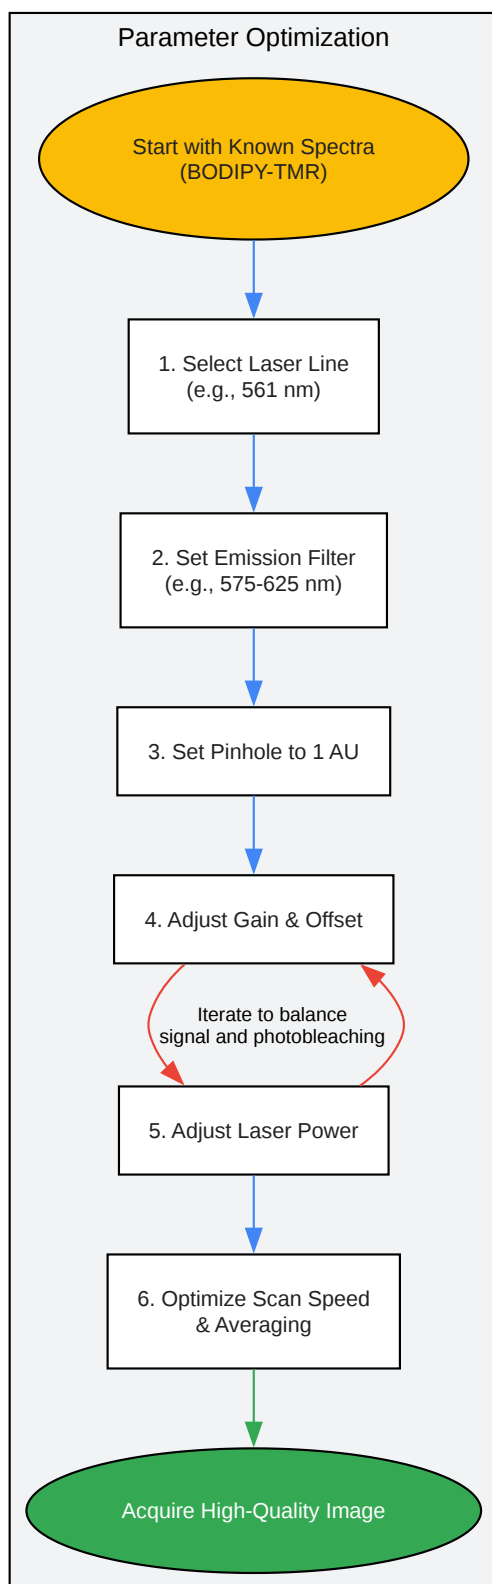 Parameter Optimization
Start with Known Spectra
(BODIPY-TMR)
1. Select Laser Line
(e.g., 561 nm)
2. Set Emission Filter
(e.g., 575-625 nm)
3. Set Pinhole to 1 AU
4. Adjust Gain & Offset
Iterate to balance
signal and photobleaching
5. Adjust Laser Power
6. Optimize Scan Speed
& Averaging
Acquire High-Quality Image